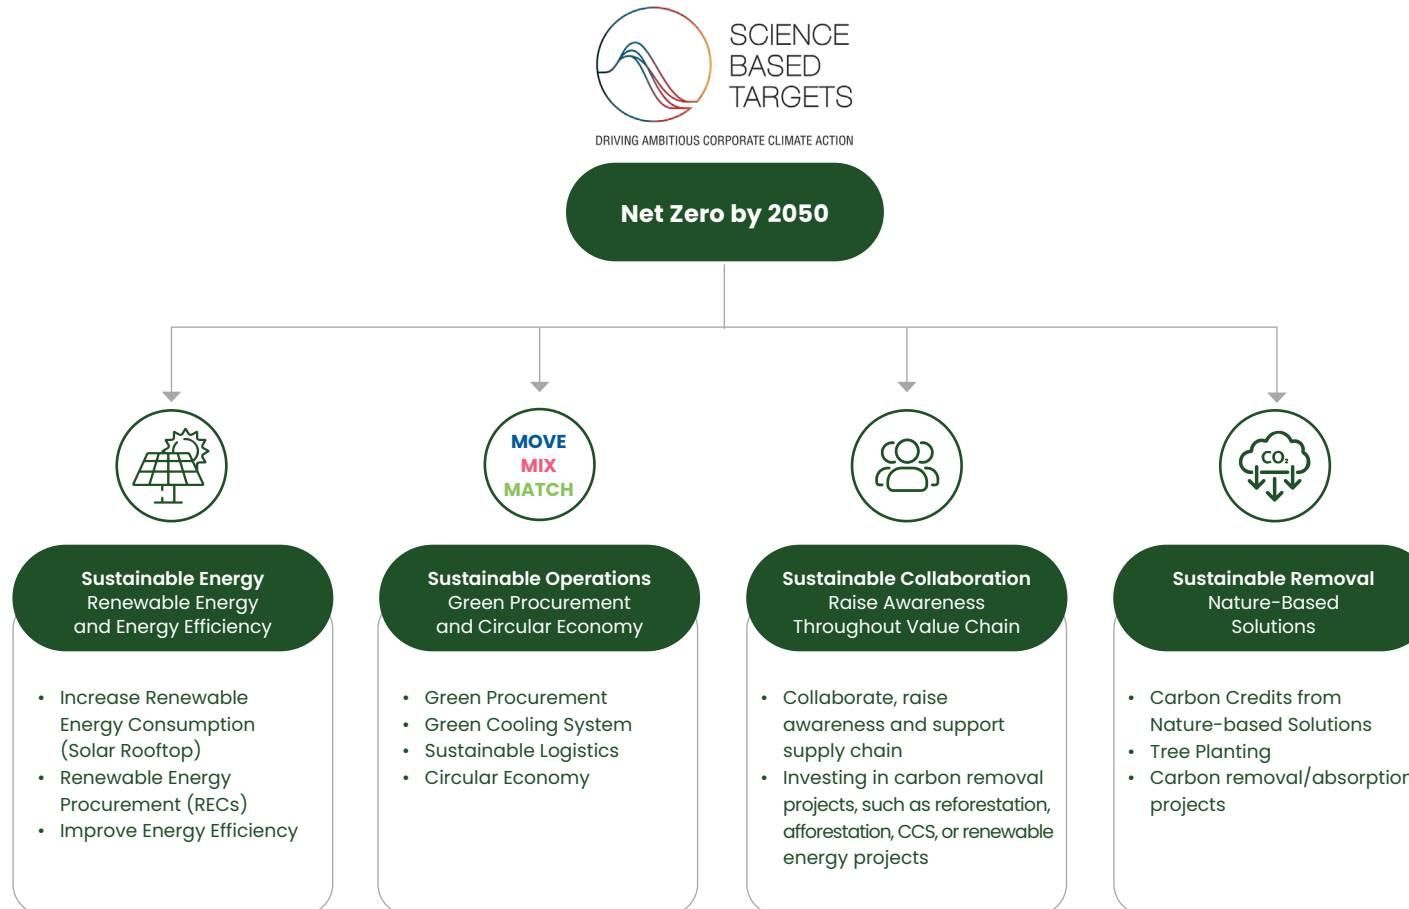 SCIENCE
BASED
TARGETS
DRIVING AMBITIOUS CORPORATE CLIMATE ACTION
Net Zero by 2050
MOVE
MIX
MATCH
CO₂
Sustainable Energy
Renewable Energy
and Energy Efficiency
• Increase Renewable
Energy Consumption
(Solar Rooftop)
• Renewable Energy
Procurement (RECs)
• Improve Energy Efficiency
Sustainable Operations
Green Procurement
and Circular Economy
• Green Procurement
• Green Cooling System
• Sustainable Logistics
• Circular Economy
Sustainable Collaboration
Raise Awareness
Throughout Value Chain
• Collaborate, raise
awareness and support
supply chain
• Investing in carbon removal
projects, such as reforestation,
afforestation, CCS, or renewable
energy projects
Sustainable Removal
Nature-Based
Solutions
• Carbon Credits from
Nature-based Solutions
• Tree Planting
• Carbon removal/absorption
projects